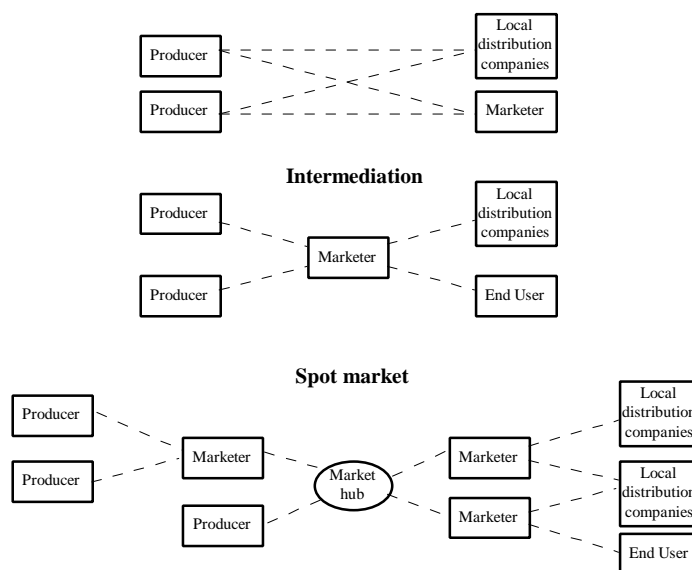 Local
distribution
companies
Producer
Producer
Marketer
Intermediation
Local
distribution
companies
Producer
Marketer
Producer
End User
Spot market
Local
distribution
companies
Producer
Marketer
Marketer
Producer
Market
hub
Local
distribution
companies
Producer
Marketer
End User